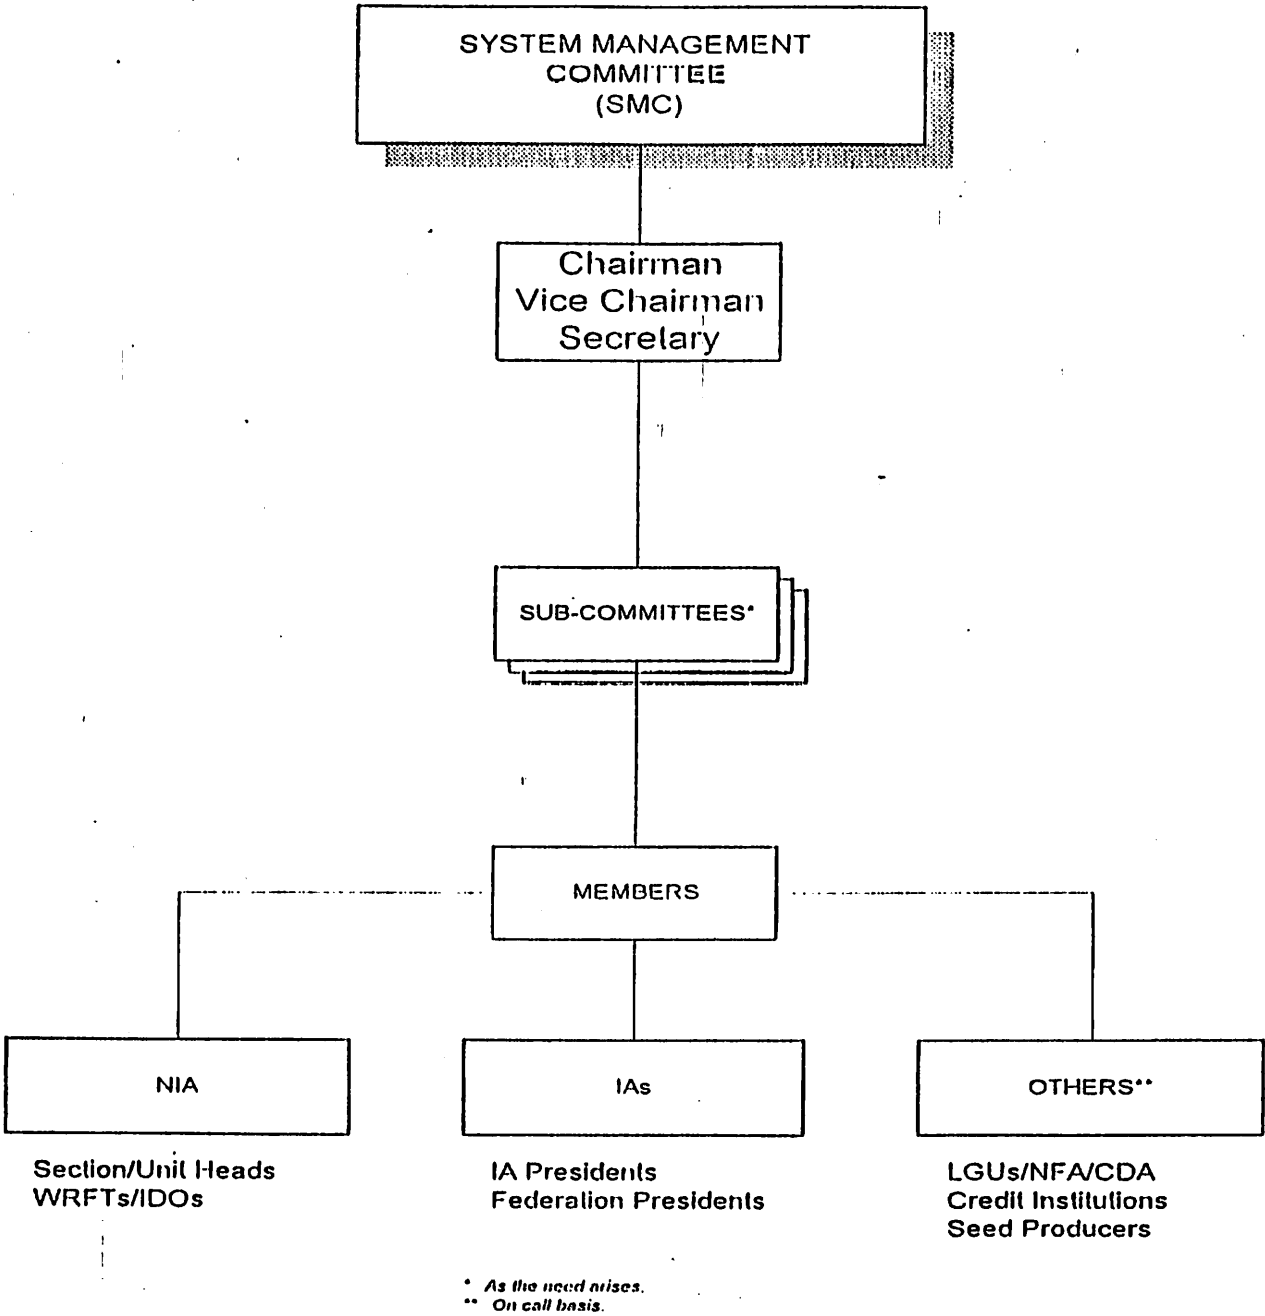 SYSTEM MANAGEMENT
COMMITTEE
(SMC)
Chairman
Vice Chairman
Secretary
SUB-COMMITTEES*
MEMBERS
NIA
IAs
OTHERS**
Section/Unit Heads
WRFTs/IDOs
IA Presidents
Federation Presidents
LGUs/NFA/CDA
Credit Institutions
Seed Producers
* As the need arises.
** On call basis.